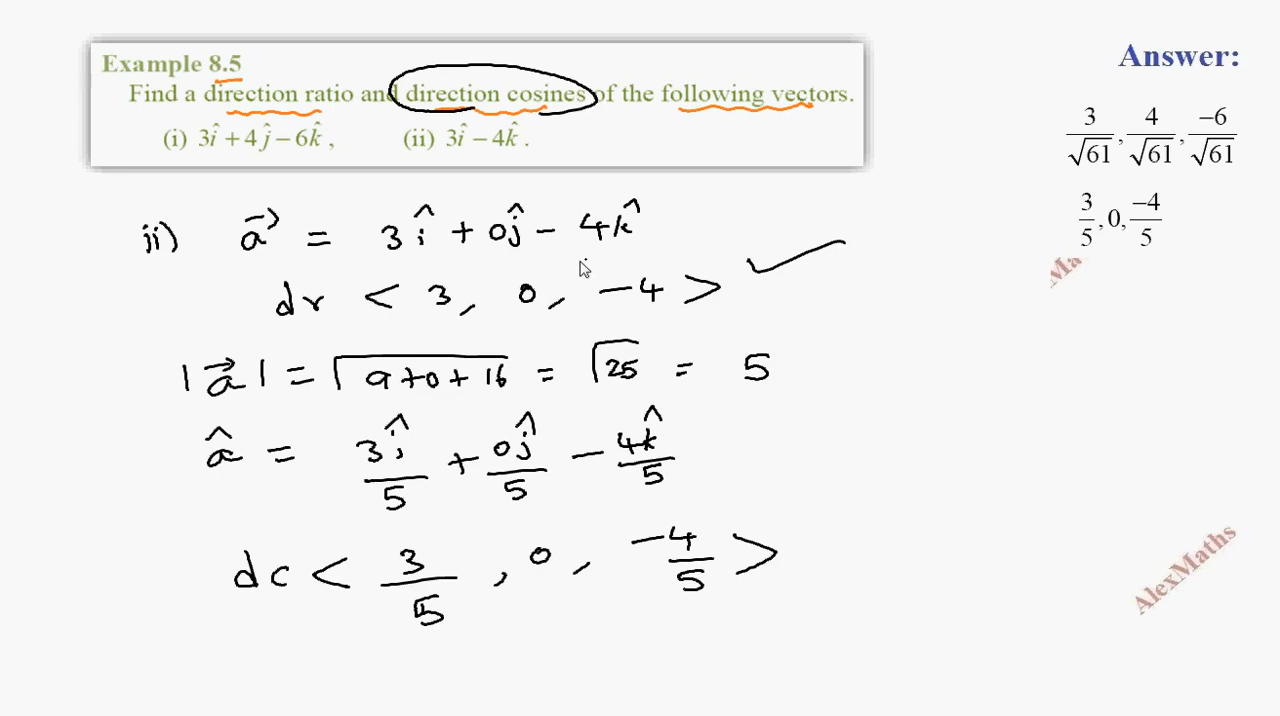 Example 8.5
Find a direction ratio and direction cosines of the following vectors.
(i) 3î + 4ĵ − 6k̂ , (ii) 3î − 4k̂ .
ii) a⃗ = 3î + 0ĵ − 4k̂
dr < 3, 0, −4 >
|a⃗| = √(9+0+16) = √25 = 5
â = 3î/5 + 0ĵ/5 − 4k̂/5
dc < 3/5 , 0, −4/5 >
Answer:
3/√61, 4/√61, −6/√61
3/5, 0, −4/5
Ma
AlexMaths